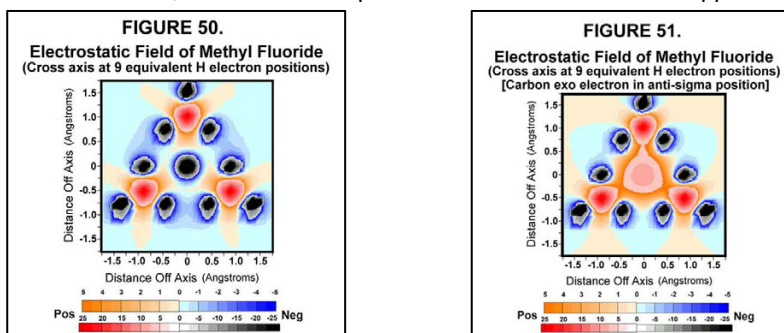 FIGURE 50.
Electrostatic Field of Methyl Fluoride
(Cross axis at 9 equivalent H electron positions)
Distance Off Axis (Angstroms)
1.5
1.0
0.5
0
-0.5
-1.0
-1.5
-1.5 -1.0 -0.5 0 0.5 1.0 1.5
Distance Off Axis (Angstroms)
5 4 3 2 1 0 -1 -2 -3 -4 -5
Pos 25 20 15 10 5 0 -5 -10 -15 -20 -25 Neg
FIGURE 51.
Electrostatic Field of Methyl Fluoride
(Cross axis at 9 equivalent H electron positions)
[Carbon exo electron in anti-sigma position]
Distance Off Axis (Angstroms)
1.5
1.0
0.5
0
-0.5
-1.0
-1.5
-1.5 -1.0 -0.5 0 0.5 1.0 1.5
Distance Off Axis (Angstroms)
5 4 3 2 1 0 -1 -2 -3 -4 -5
Pos 25 20 15 10 5 0 -5 -10 -15 -20 -25 Neg